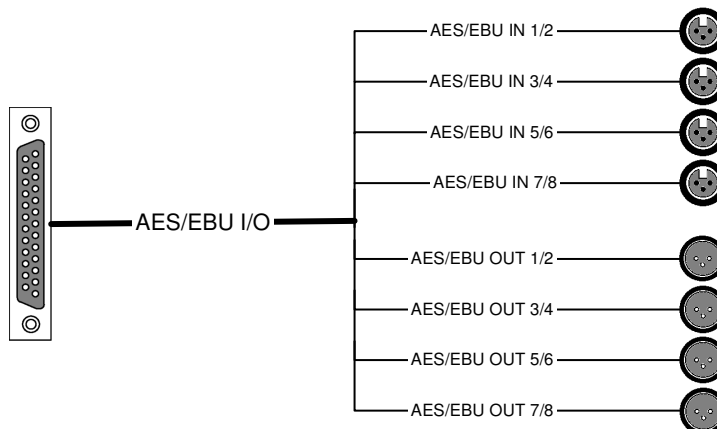 AES/EBU IN 1/2
AES/EBU IN 3/4
AES/EBU IN 5/6
AES/EBU IN 7/8
AES/EBU I/O
AES/EBU OUT 1/2
AES/EBU OUT 3/4
AES/EBU OUT 5/6
AES/EBU OUT 7/8